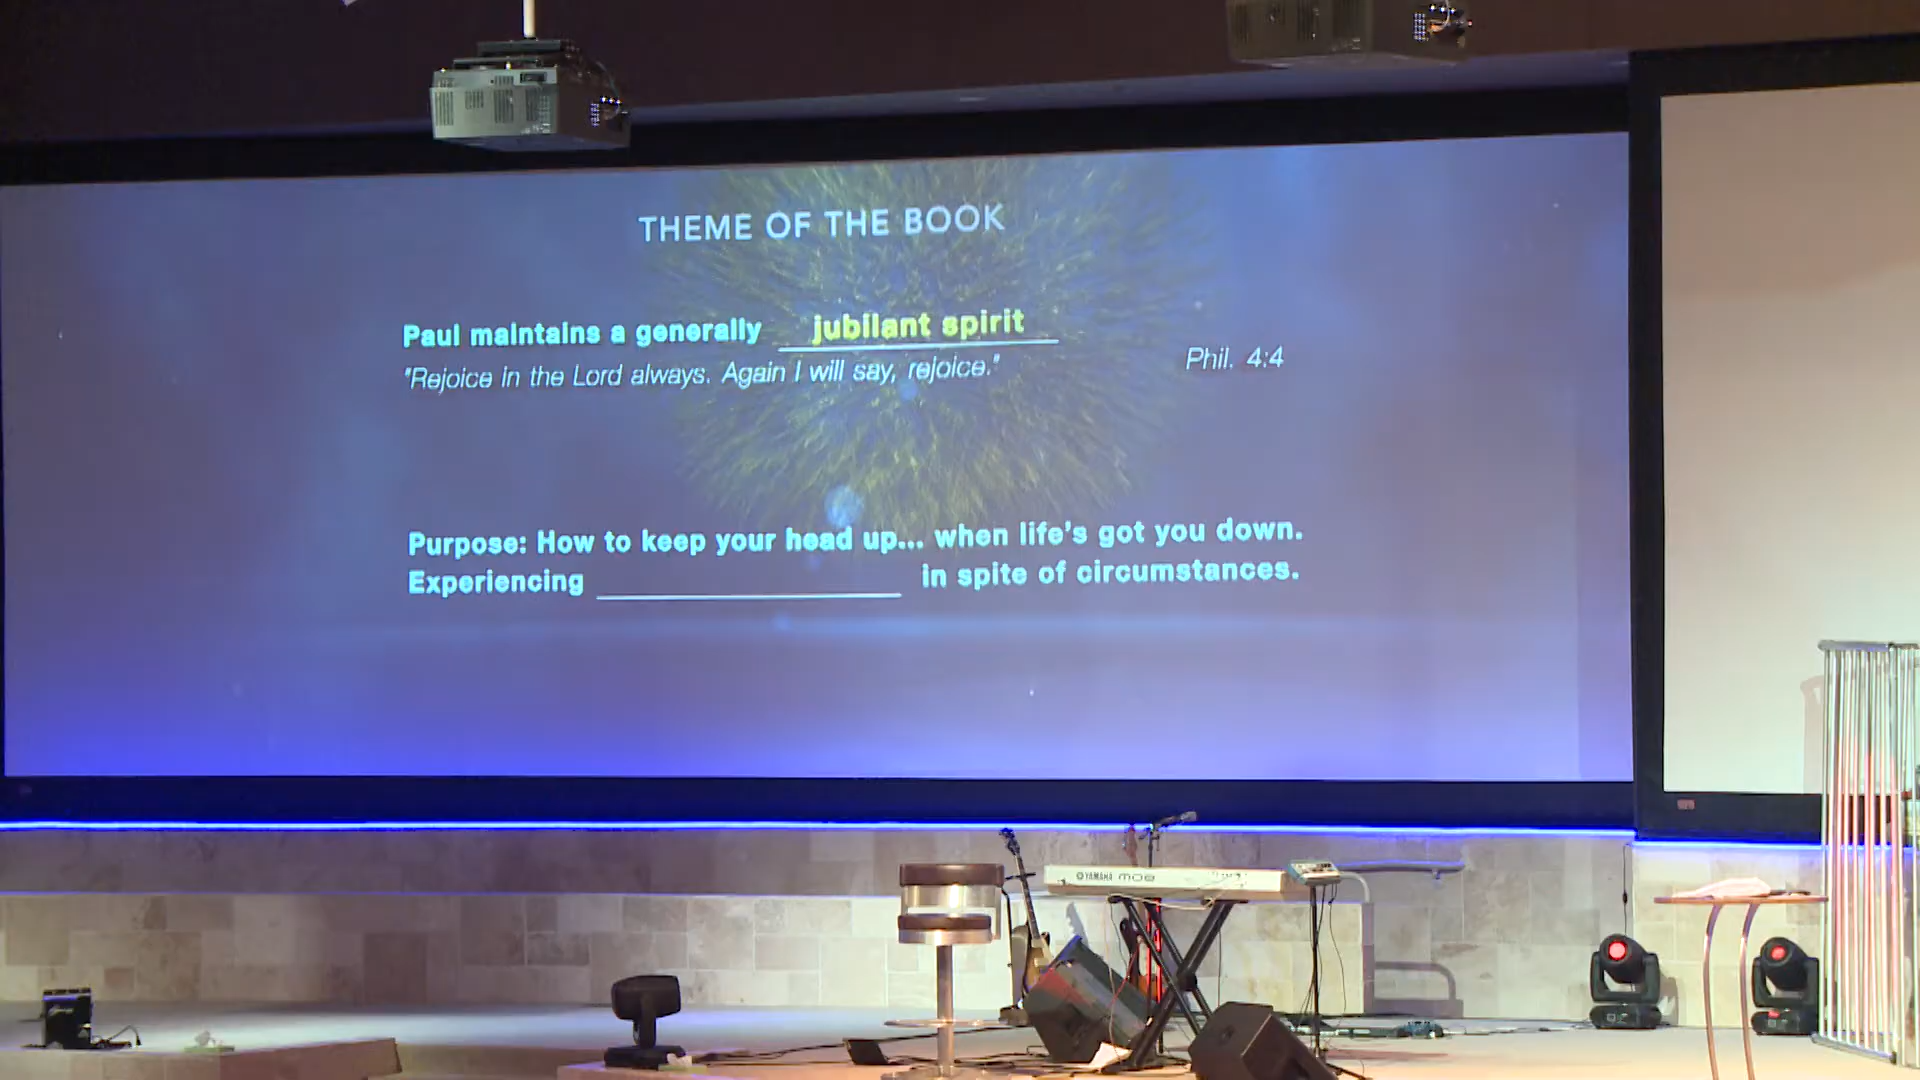 THEME OF THE BOOK
Paul maintains a generally jubilant spirit
"Rejoice in the Lord always. Again I will say, rejoice." Phil. 4:4
Purpose: How to keep your head up... when life's got you down.
Experiencing ____________ in spite of circumstances.
YAMAHA MO8